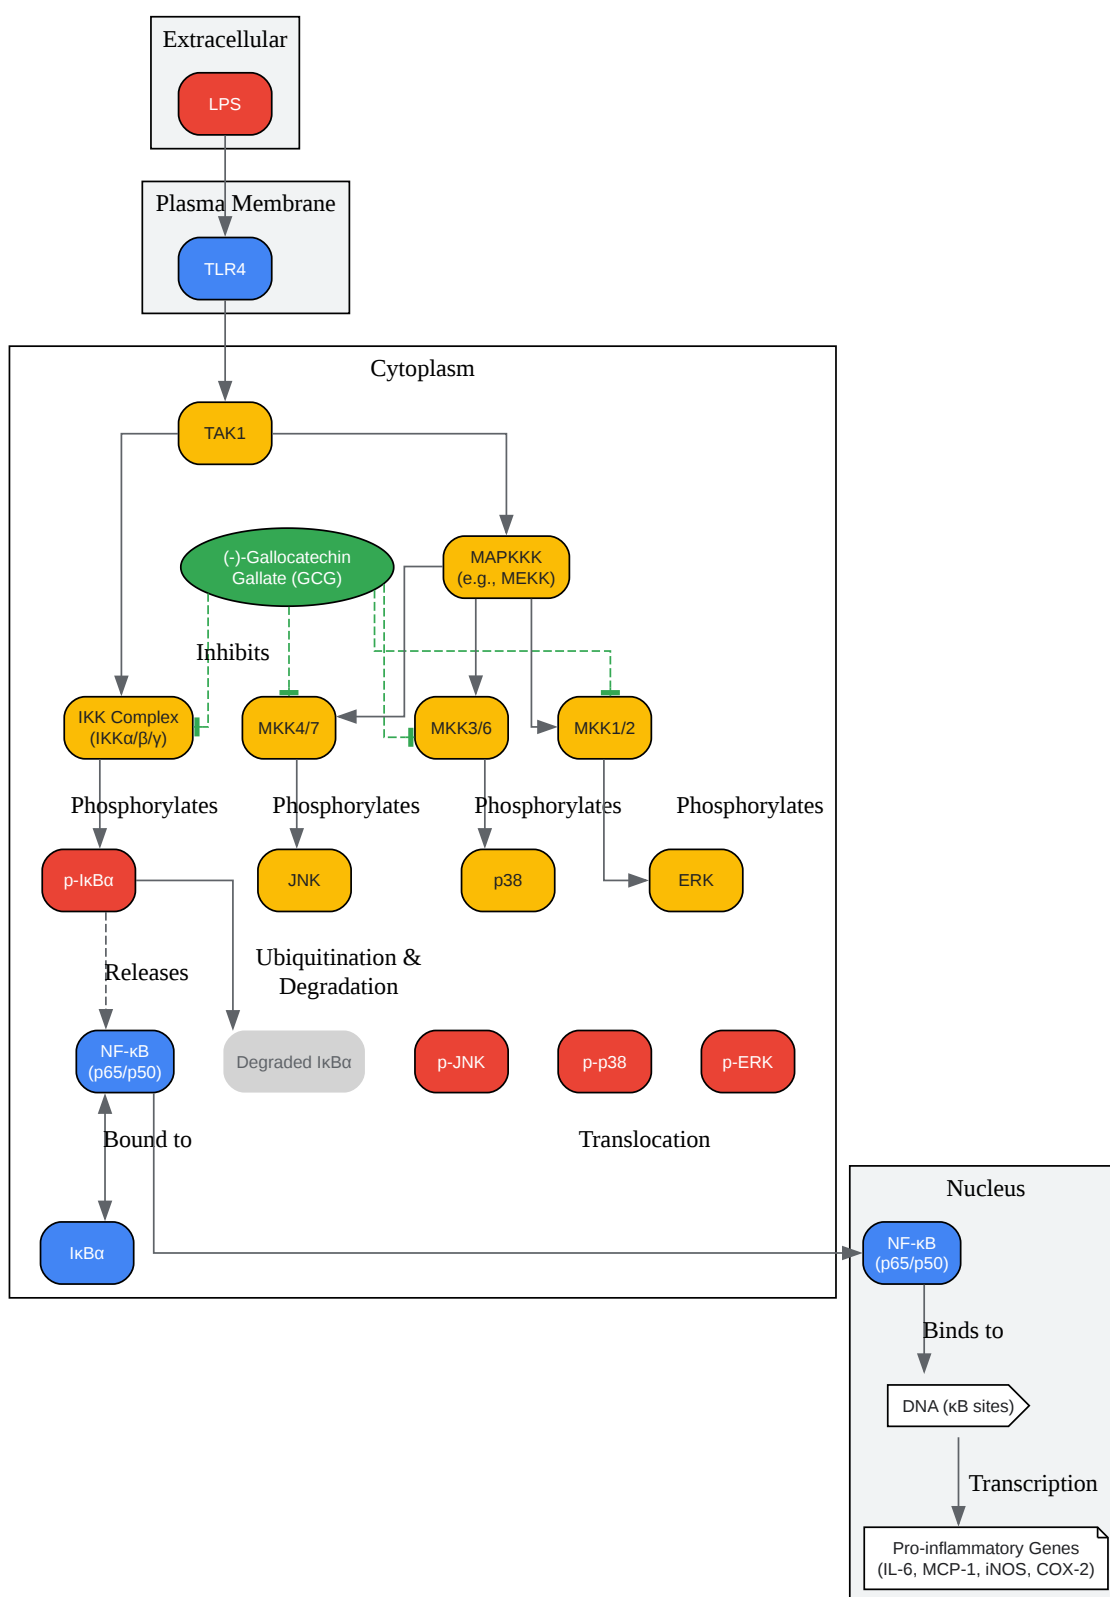 Extracellular
LPS
Plasma Membrane
TLR4
Cytoplasm
TAK1
(-)-Gallocatechin
Gallate (GCG)
MAPKKK
(e.g., MEKK)
Inhibits
IKK Complex
(IKKα/β/γ)
MKK4/7
MKK3/6
MKK1/2
Phosphorylates
Phosphorylates
Phosphorylates
Phosphorylates
p-IκBα
JNK
p38
ERK
Releases
Ubiquitination &
Degradation
NF-κB
(p65/p50)
Degraded IκBα
p-JNK
p-p38
p-ERK
Bound to
Translocation
IκBα
Nucleus
NF-κB
(p65/p50)
Binds to
DNA (κB sites)
Transcription
Pro-inflammatory Genes
(IL-6, MCP-1, iNOS, COX-2)